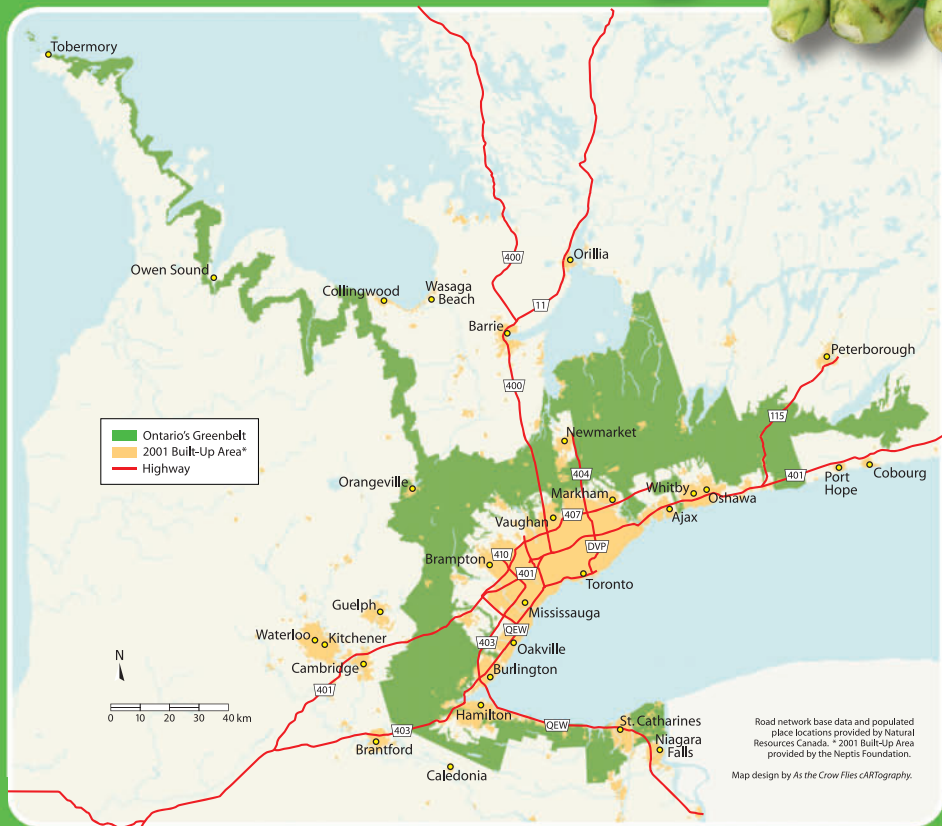 Tobermory
Owen Sound
Collingwood
Wasaga
Beach
400
Orillia
11
Barrie
400
Peterborough
115
Ontario's Greenbelt
2001 Built-Up Area*
Highway
Newmarket
404
401
Port
Hope
Cobourg
Orangeville
Markham
Whitby
Oshawa
Ajax
Vaughan
407
410
DVP
Brampton
401
Toronto
Guelph
Mississauga
Waterloo
Kitchener
QEW
403
Oakville
Cambridge
Burlington
N
401
0 10 20 30 40 km
Hamilton
403
QEW
St. Catharines
Niagara
Falls
Brantford
Caledonia
Road network base data and populated
place locations provided by Natural
Resources Canada. * 2001 Built-Up Area
provided by the Neptis Foundation.
Map design by As the Crow Flies cARTography.